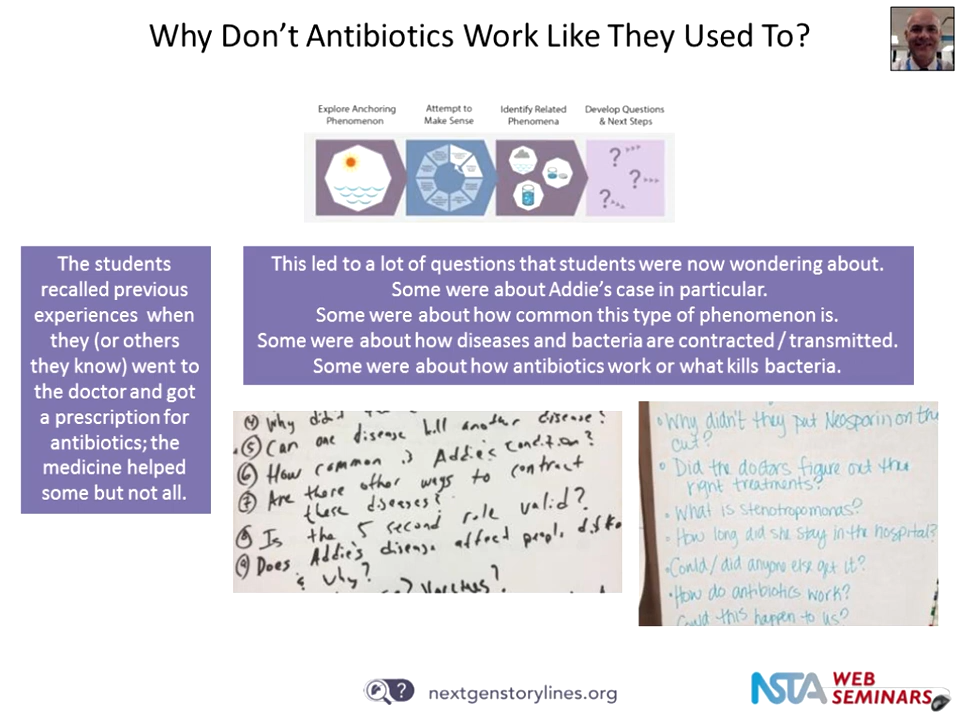 Why Don't Antibiotics Work Like They Used To?
Explore Anchoring
Phenomenon
Attempt to
Make Sense
Identify Related
Phenomena
Develop Questions
& Next Steps
The students
recalled previous
experiences when
they (or others
they know) went to
the doctor and got
a prescription for
antibiotics; the
medicine helped
some but not all.
This led to a lot of questions that students were now wondering about.
Some were about Addie's case in particular.
Some were about how common this type of phenomenon is.
Some were about how diseases and bacteria are contracted / transmitted.
Some were about how antibiotics work or what kills bacteria.
④ Why did
⑤ Can one disease kill another disease?
⑥ How common is Addie's condition?
⑦ Are there other ways to contract
these diseases?
⑧ Is the 5 second role valid?
⑨ Does Addie's disease affect people
& why?
• Why didn't they put Neosporin on the
cut?
• Did the doctors figure out the
right treatments?
• What is stenotropomonas?
• How long did she stay in the hospital?
• Could/did anyone else get it?
• How do antibiotics work?
Could this happen to us?
?
nextgenstorylines.org
NSTA WEB
SEMINARS